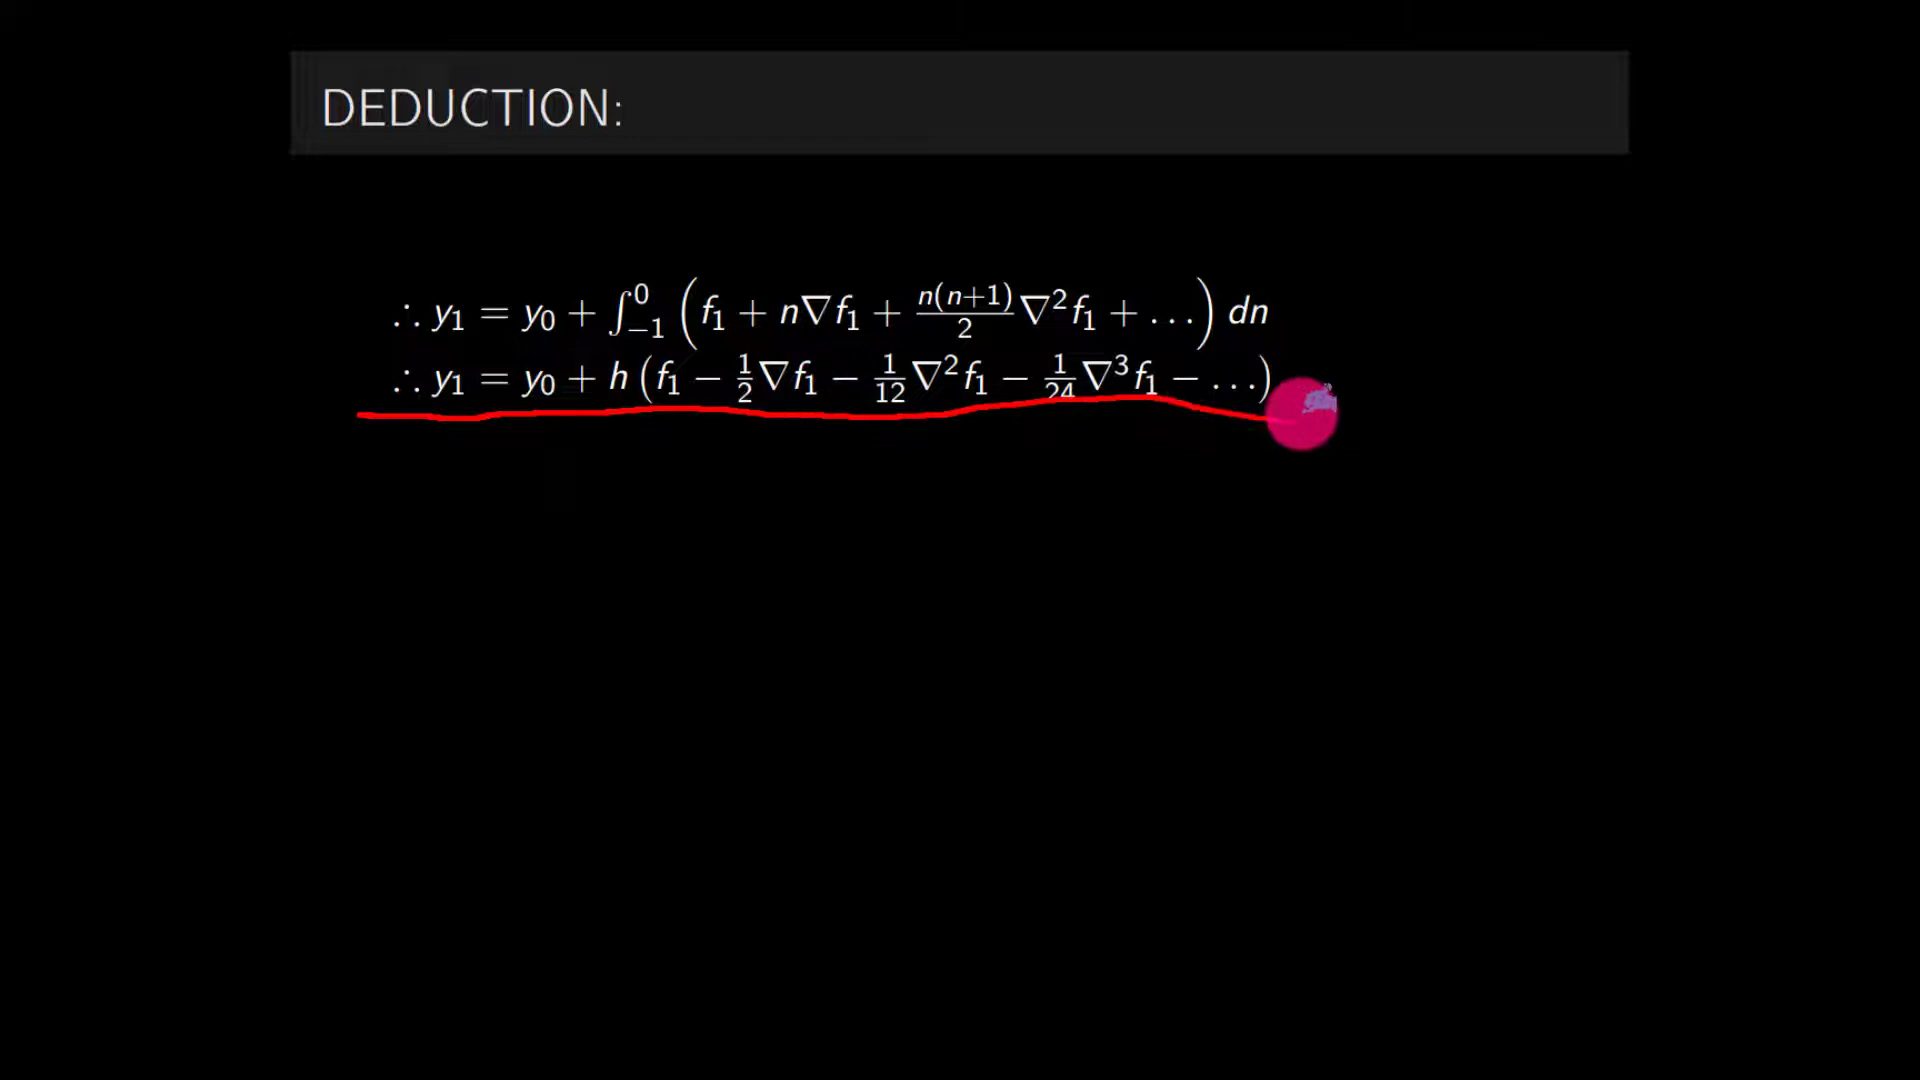 DEDUCTION:
∴ y₁ = y₀ + ∫₋₁⁰ (f₁ + n∇f₁ + n(n+1)/2 ∇²f₁ + ...) dn
∴ y₁ = y₀ + h (f₁ − 1/2 ∇f₁ − 1/12 ∇²f₁ − 1/24 ∇³f₁ − ...)